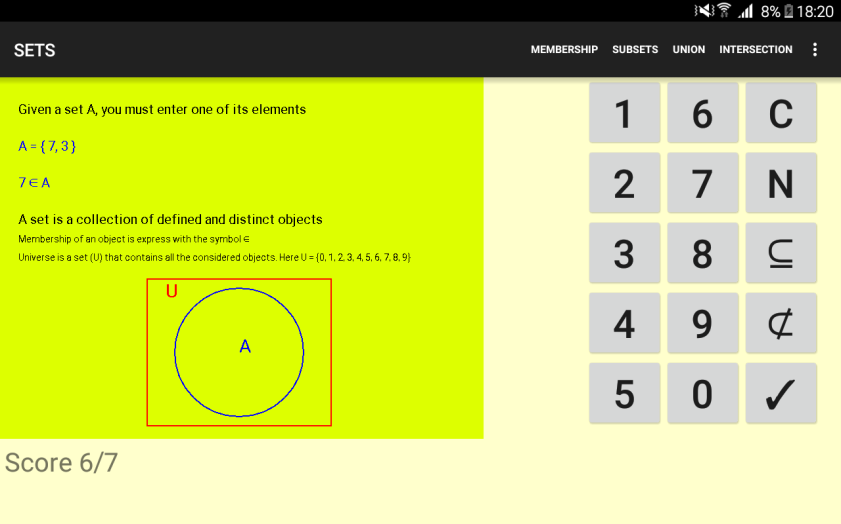 8% 18:20
SETS MEMBERSHIP SUBSETS UNION INTERSECTION
Given a set A, you must enter one of its elements
A = { 7, 3 }
7 ∈ A
A set is a collection of defined and distinct objects
Membership of an object is express with the symbol ∈
Universe is a set (U) that contains all the considered objects. Here U = {0, 1, 2, 3, 4, 5, 6, 7, 8, 9}
U
A
1 6 C
2 7 N
3 8 ⊆
4 9 ⊄
5 0 ✓
Score 6/7